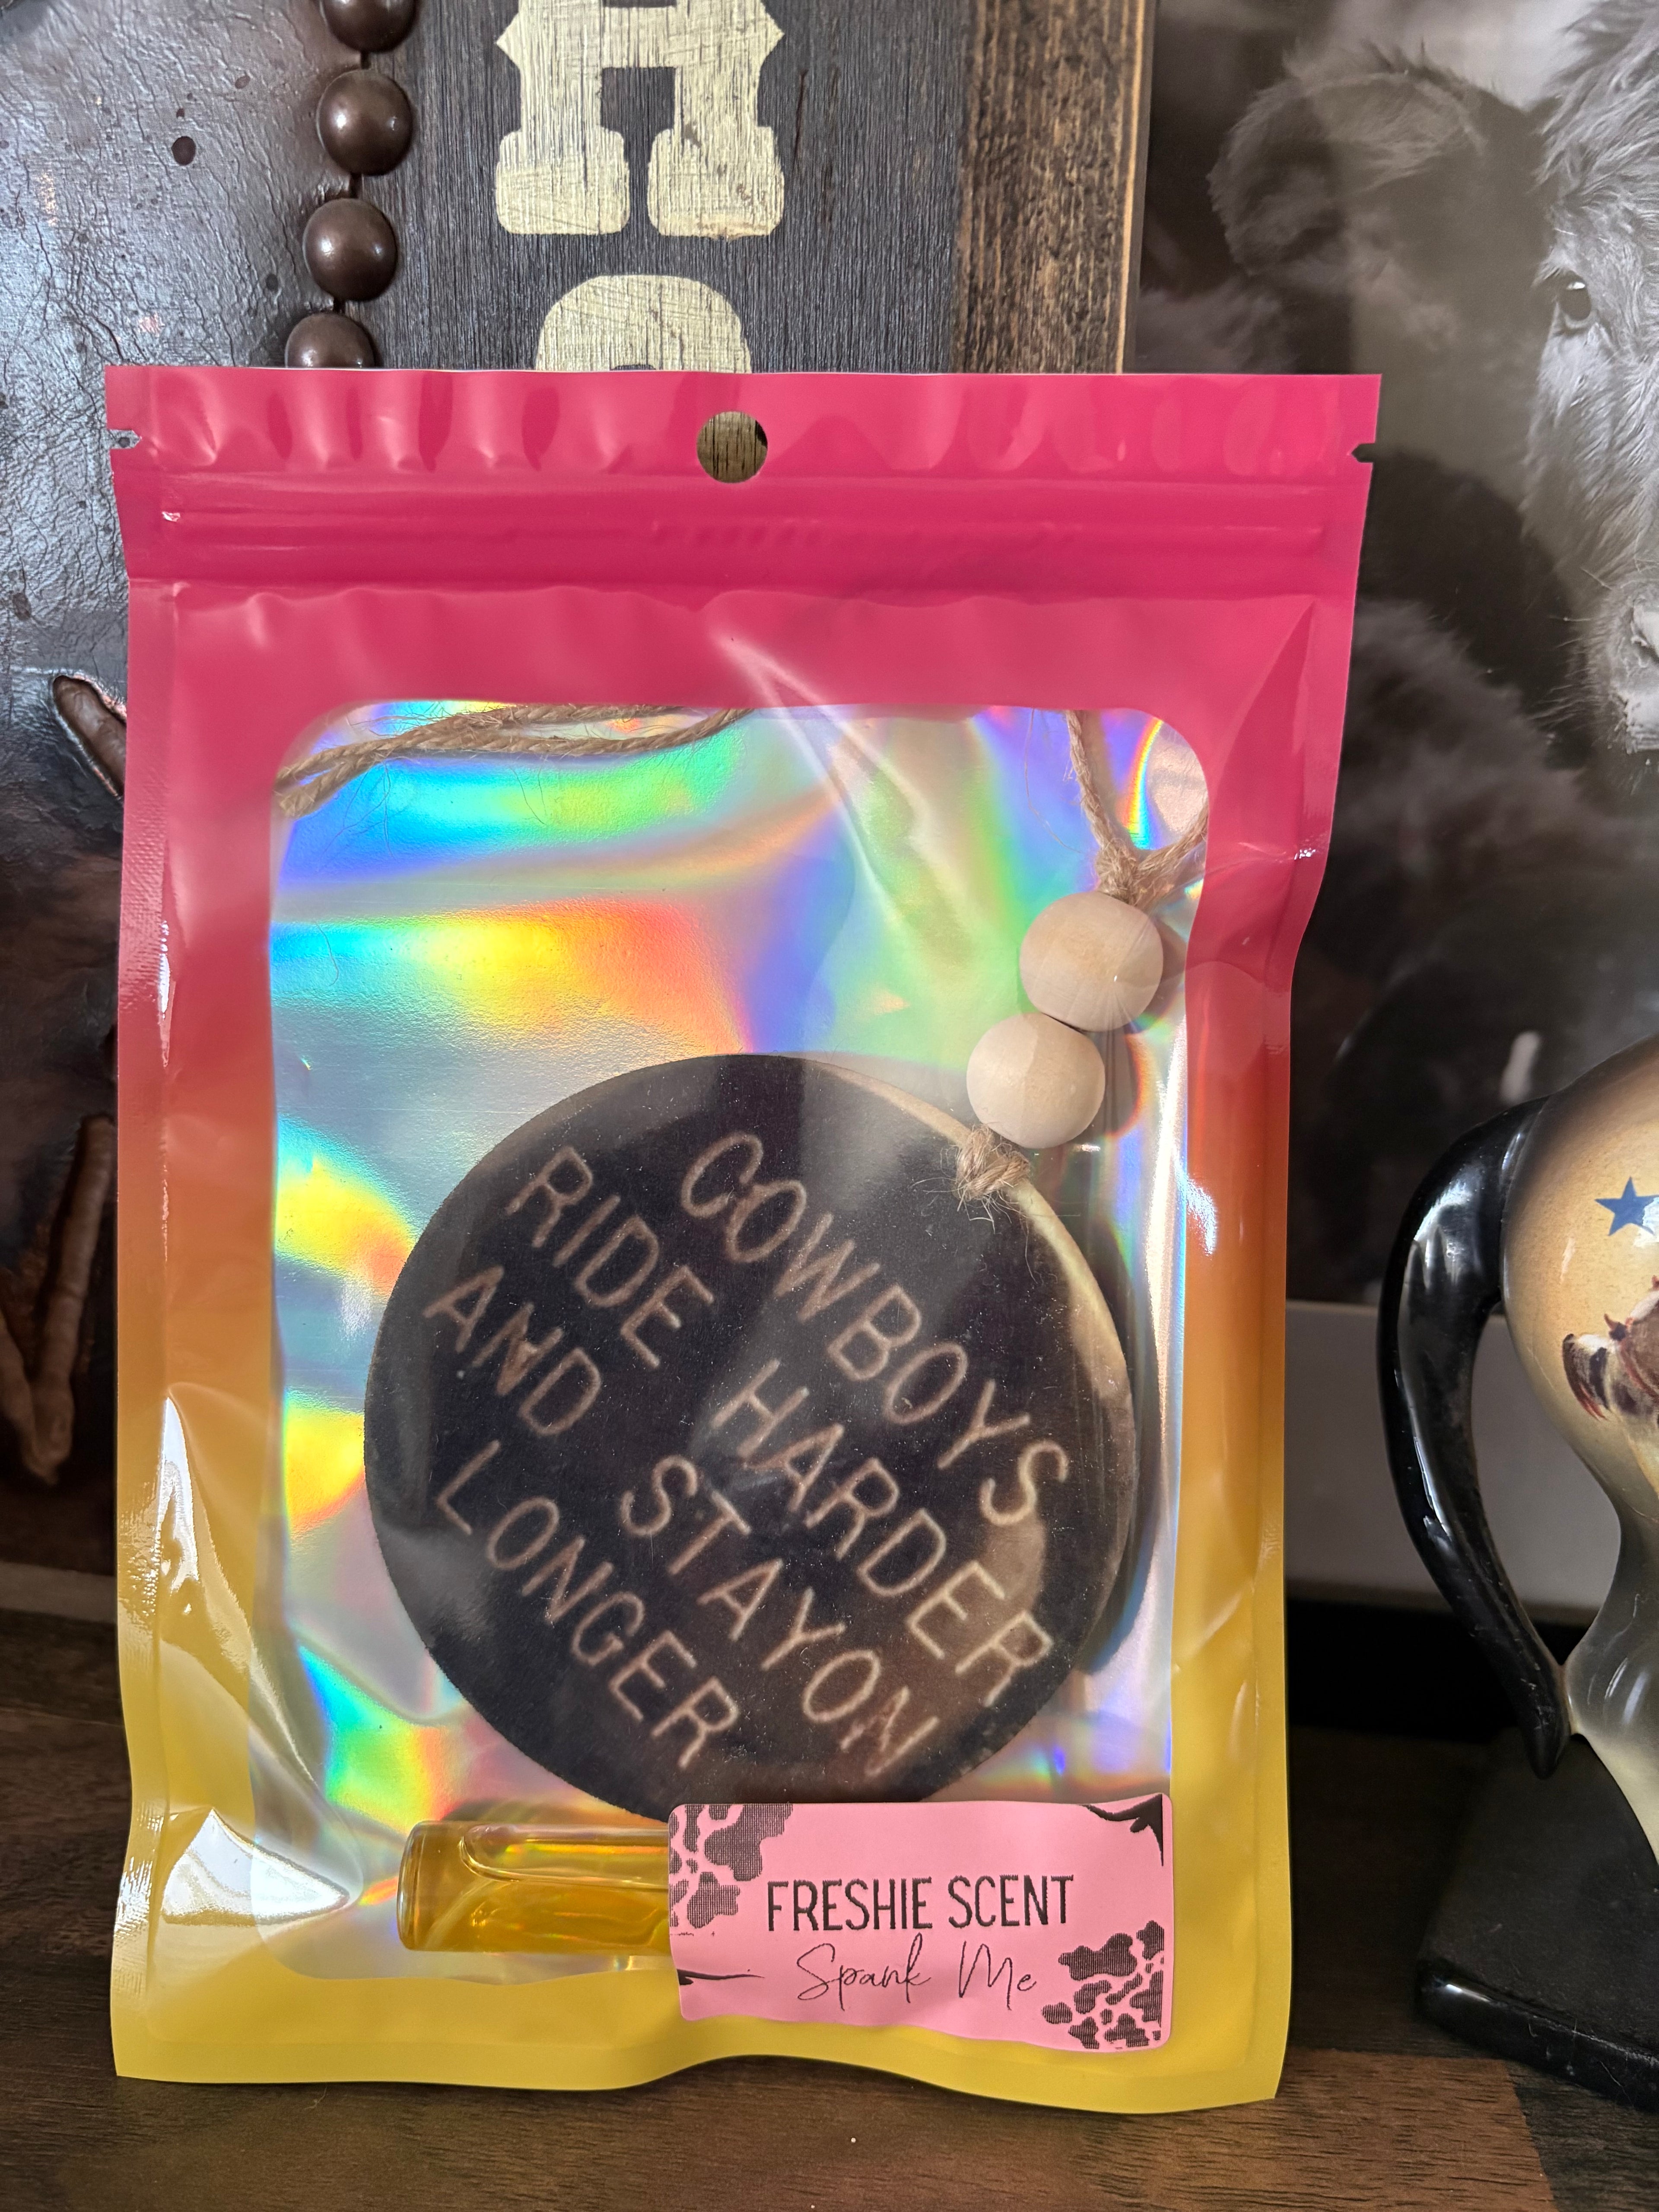 H
COWBOYS
RIDE HARDER
AND STAY ON
LONGER
FRESHIE SCENT
Spank Me